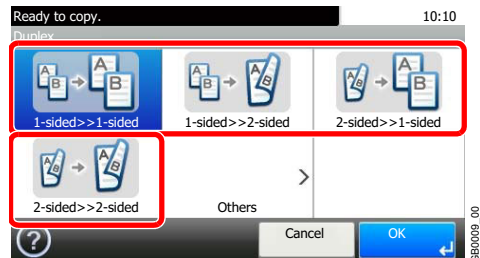 Ready to copy. 10:10
Duplex
A B A B
A B A B
A B A B
1-sided>>1-sided 1-sided>>2-sided 2-sided>>1-sided
A B A B
2-sided>>2-sided Others
? Cancel OK
GB0009_00